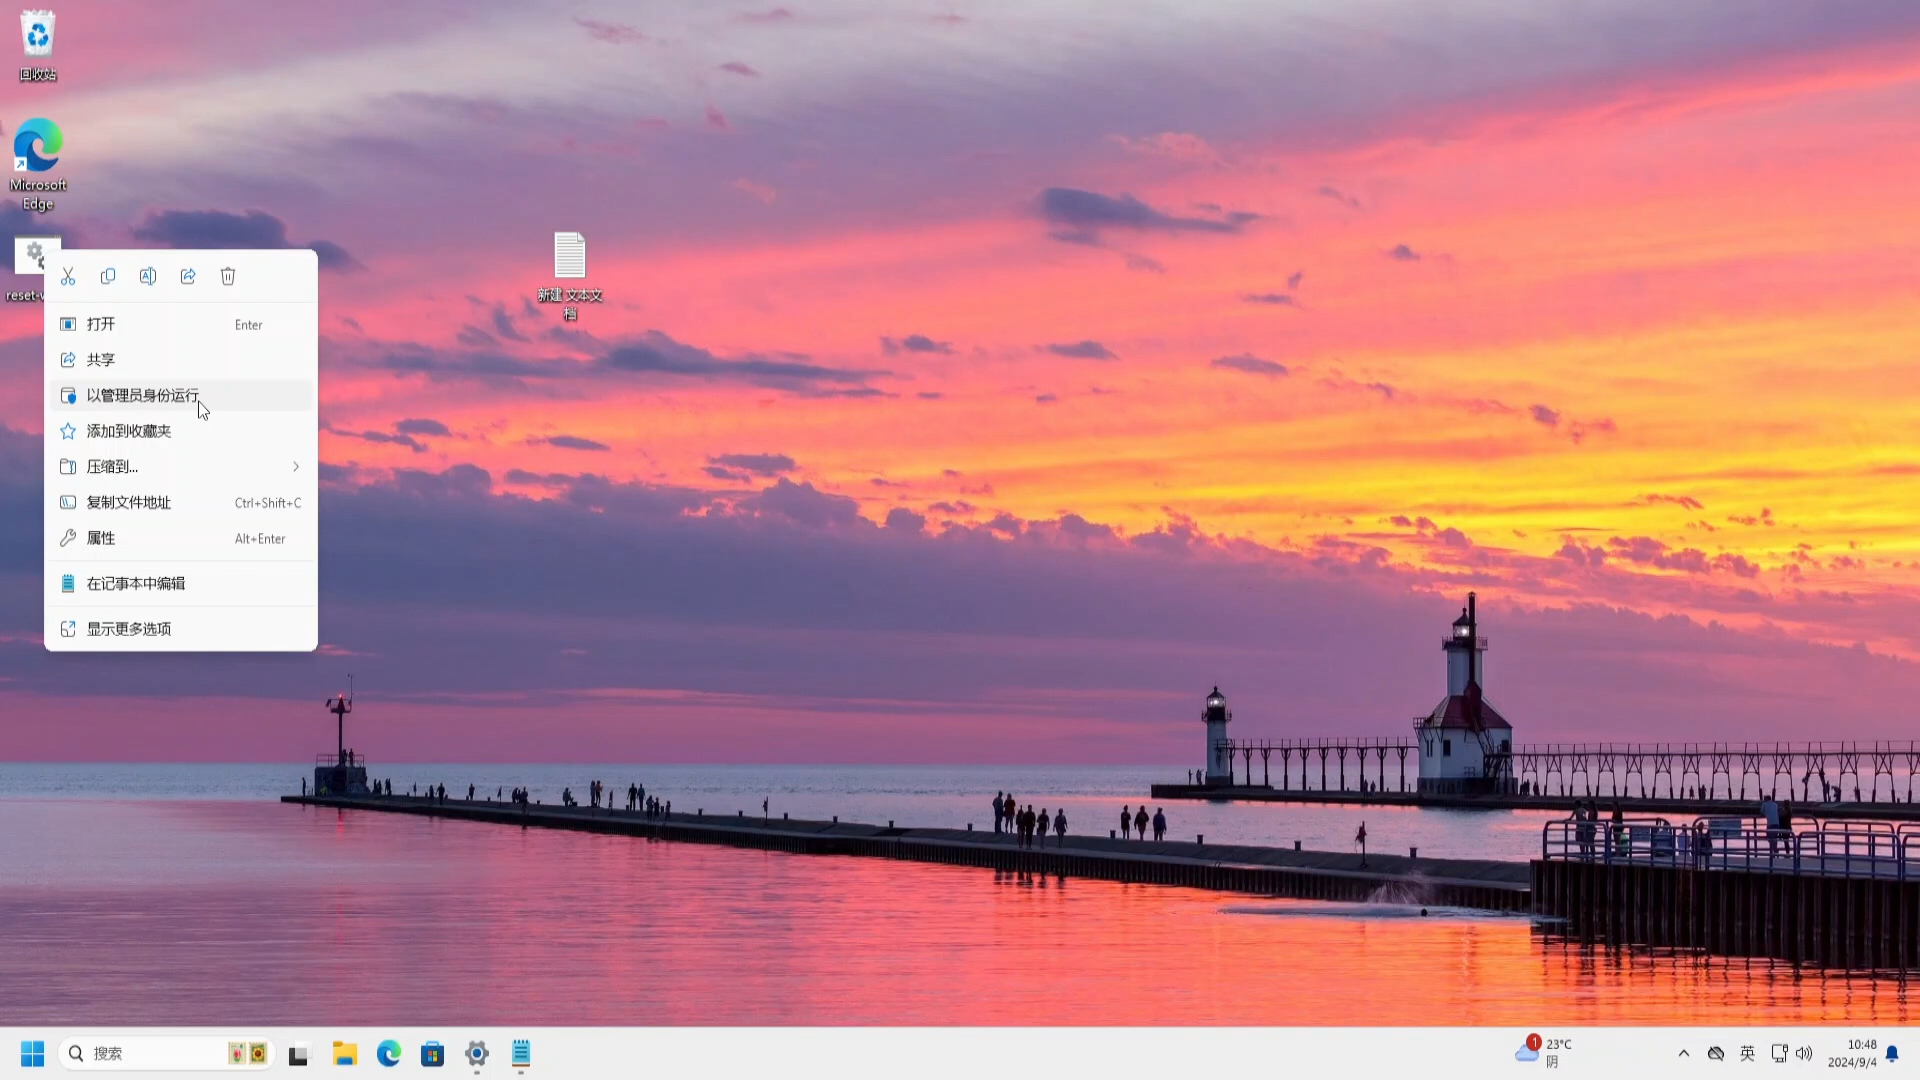 回收站
Microsoft
Edge
reset-
新建 文本文
档
打开 Enter
共享
以管理员身份运行
添加到收藏夹
压缩到...
复制文件地址 Ctrl+Shift+C
属性 Alt+Enter
在记事本中编辑
显示更多选项
搜索
1
23°C
阴
英
10:48
2024/9/4